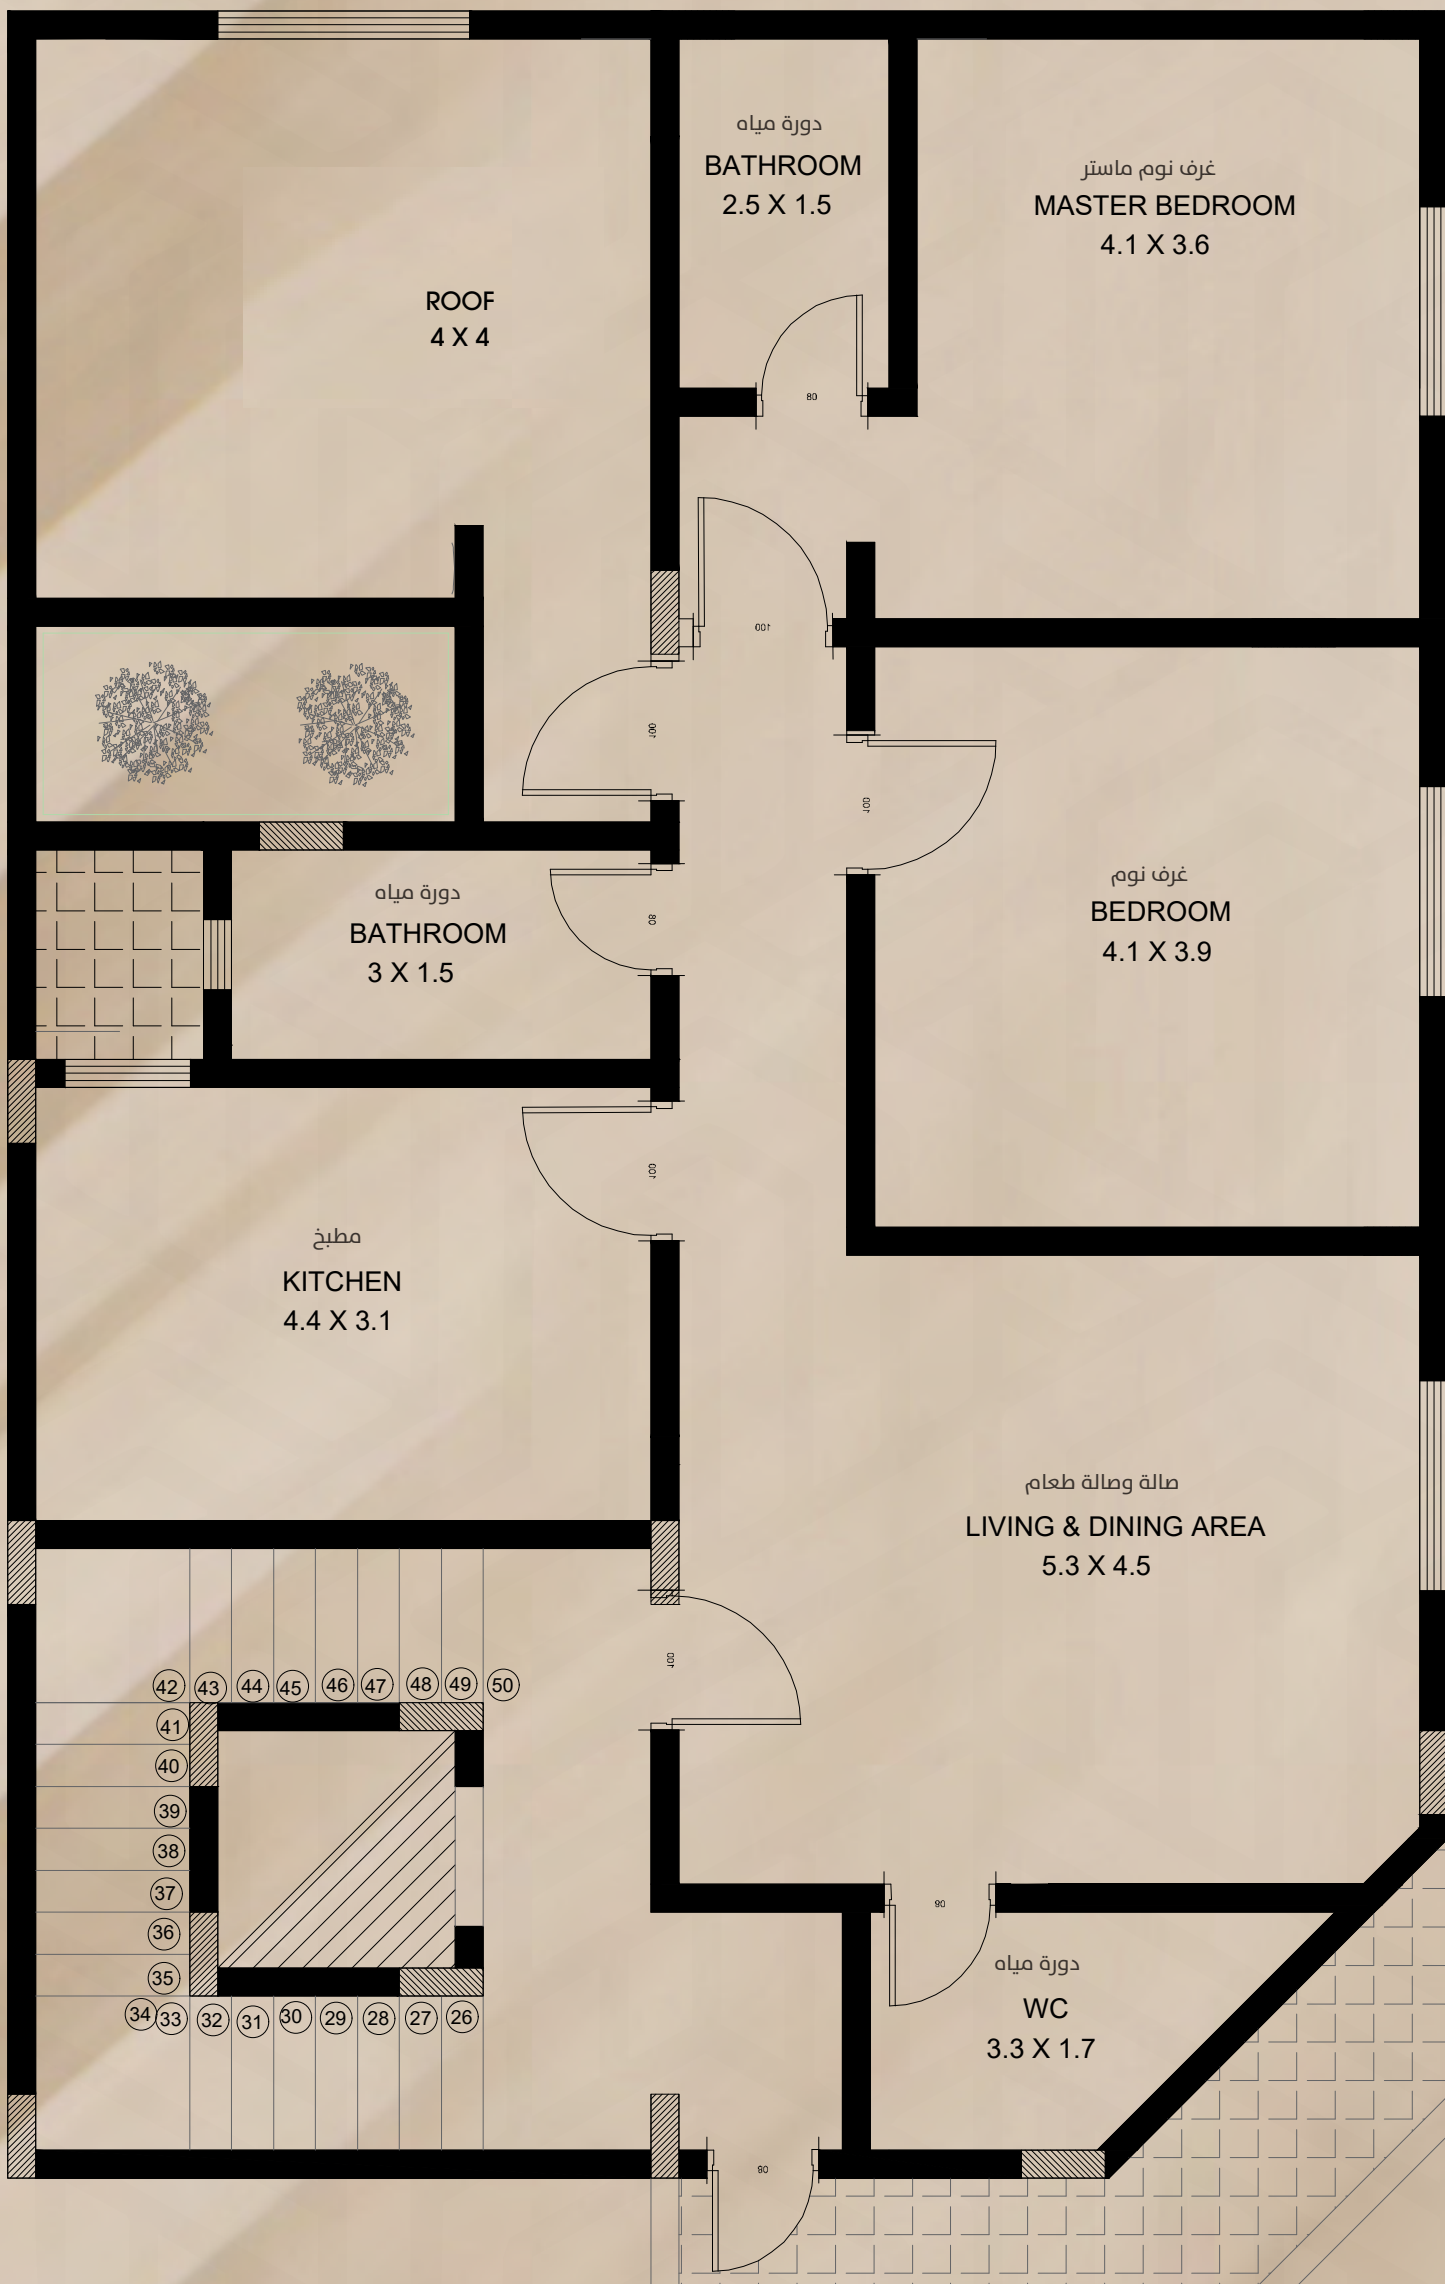 دورة مياه
BATHROOM
2.5 X 1.5
غرف نوم ماستر
MASTER BEDROOM
4.1 X 3.6
ROOF
4 X 4
80
100
100
100
غرف نوم
BEDROOM
4.1 X 3.9
دورة مياه
BATHROOM
3 X 1.5
80
100
مطبخ
KITCHEN
4.4 X 3.1
صالة وصالة طعام
LIVING & DINING AREA
5.3 X 4.5
100
42 43 44 45 46 47 48 49 50
41
40
39
38
37
36
35
34 33 32 31 30 29 28 27 26
80
دورة مياه
WC
3.3 X 1.7
80